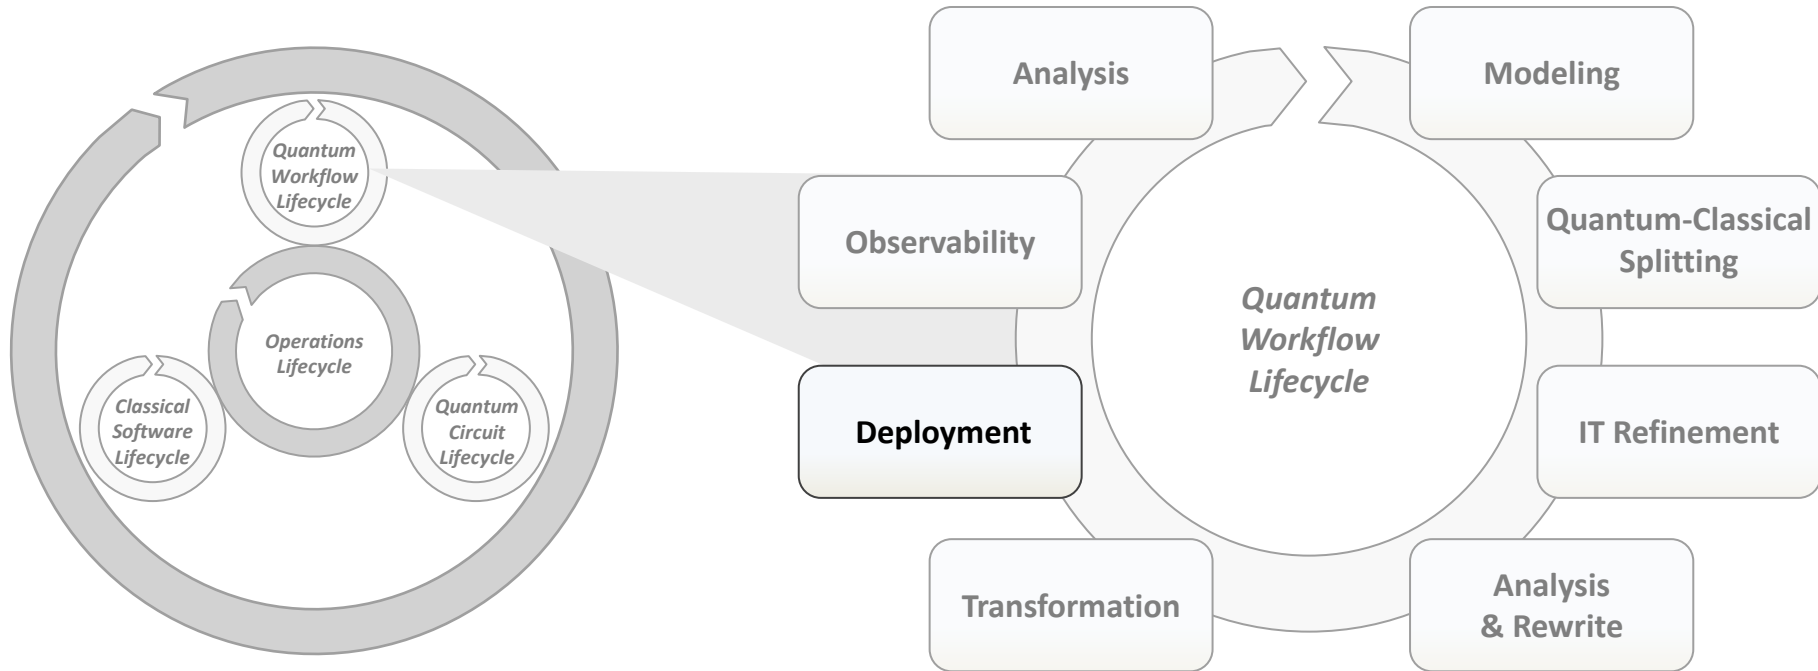 Quantum
Workflow
Lifecycle
Operations
Lifecycle
Classical
Software
Lifecycle
Quantum
Circuit
Lifecycle
Analysis
Modeling
Observability
Quantum-Classical
Splitting
Quantum
Workflow
Lifecycle
Deployment
IT Refinement
Transformation
Analysis
& Rewrite